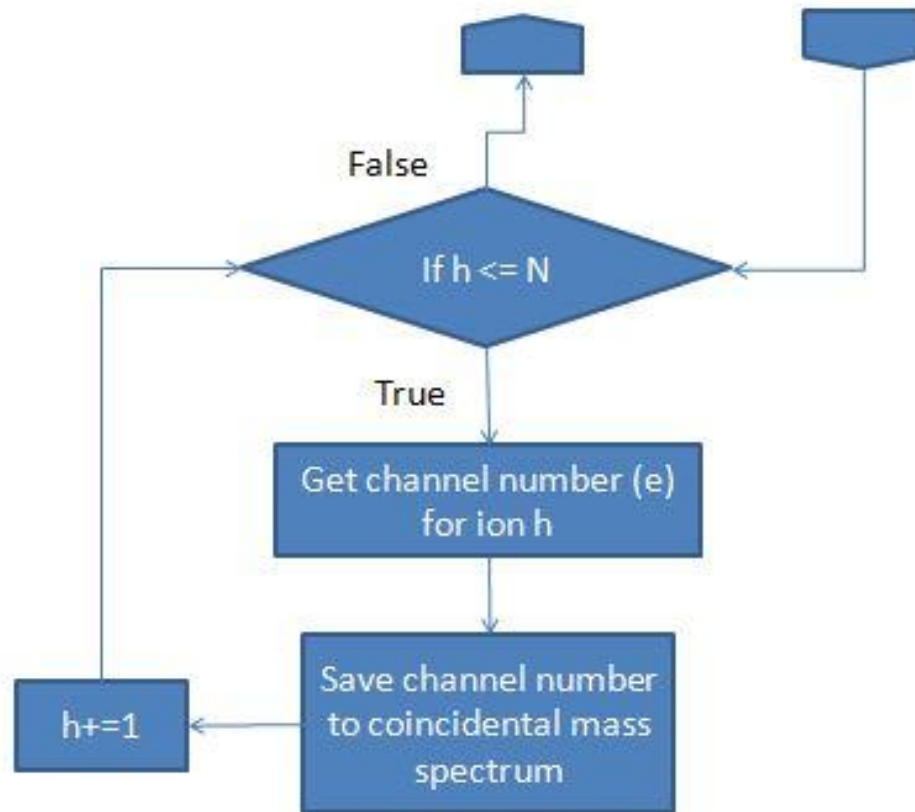 False
If h <= N
True
Get channel number (e)
for ion h
Save channel number
to coincidental mass
spectrum
h+=1